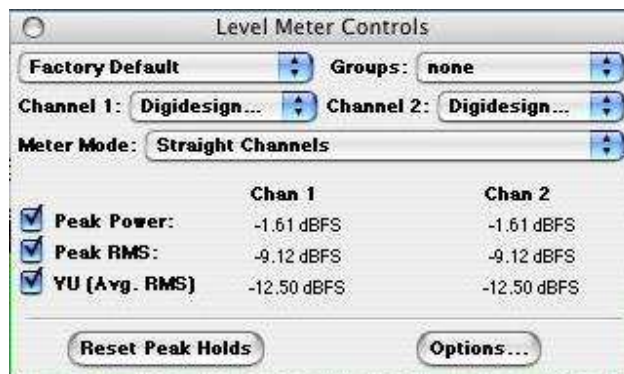 Level Meter Controls
Factory Default Groups: none
Channel 1: Digidesign... Channel 2: Digidesign...
Meter Mode: Straight Channels
Chan 1 Chan 2
Peak Power: -1.61 dBFS -1.61 dBFS
Peak RMS: -9.12 dBFS -9.12 dBFS
VU (Avg. RMS) -12.50 dBFS -12.50 dBFS
Reset Peak Holds Options...